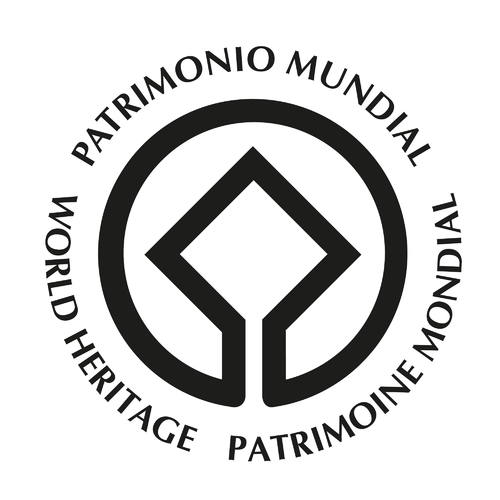 PATRIMONIO MUNDIAL
WORLD HERITAGE
PATRIMOINE MONDIAL